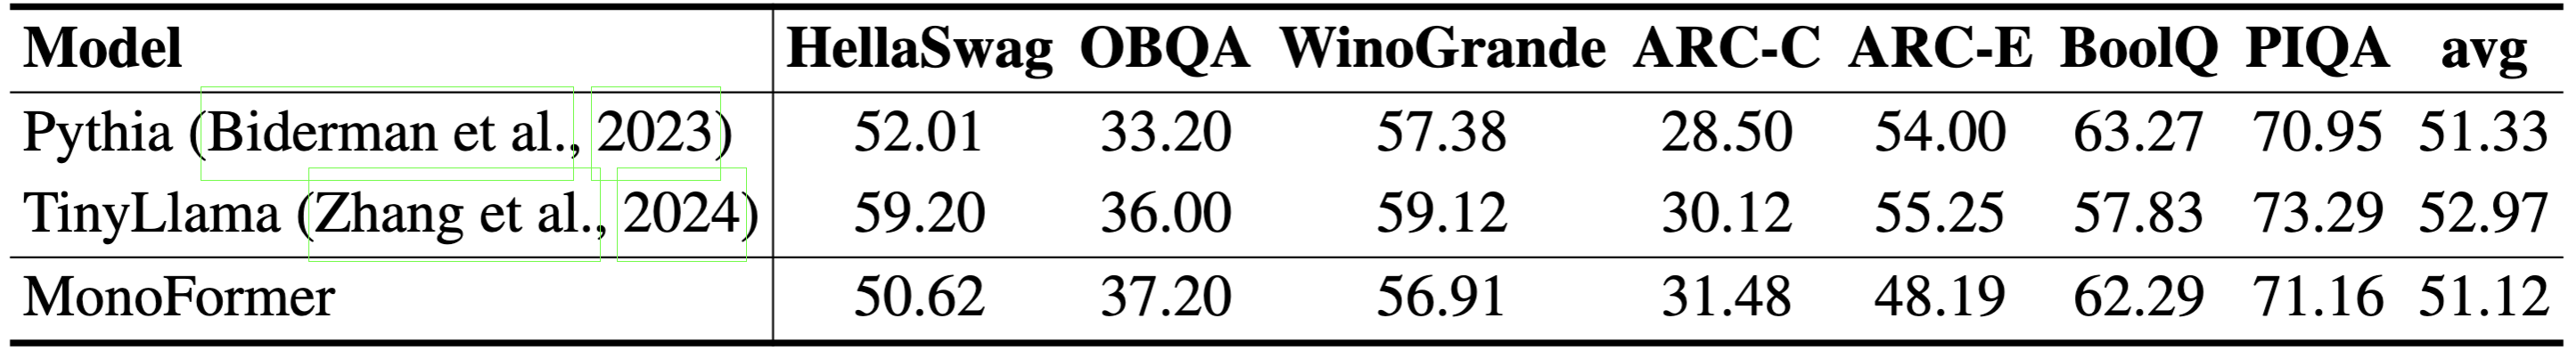 Model HellaSwag OBQA WinoGrande ARC-C ARC-E BoolQ PIQA avg
Pythia (Biderman et al., 2023) 52.01 33.20 57.38 28.50 54.00 63.27 70.95 51.33
TinyLlama (Zhang et al., 2024) 59.20 36.00 59.12 30.12 55.25 57.83 73.29 52.97
MonoFormer 50.62 37.20 56.91 31.48 48.19 62.29 71.16 51.12